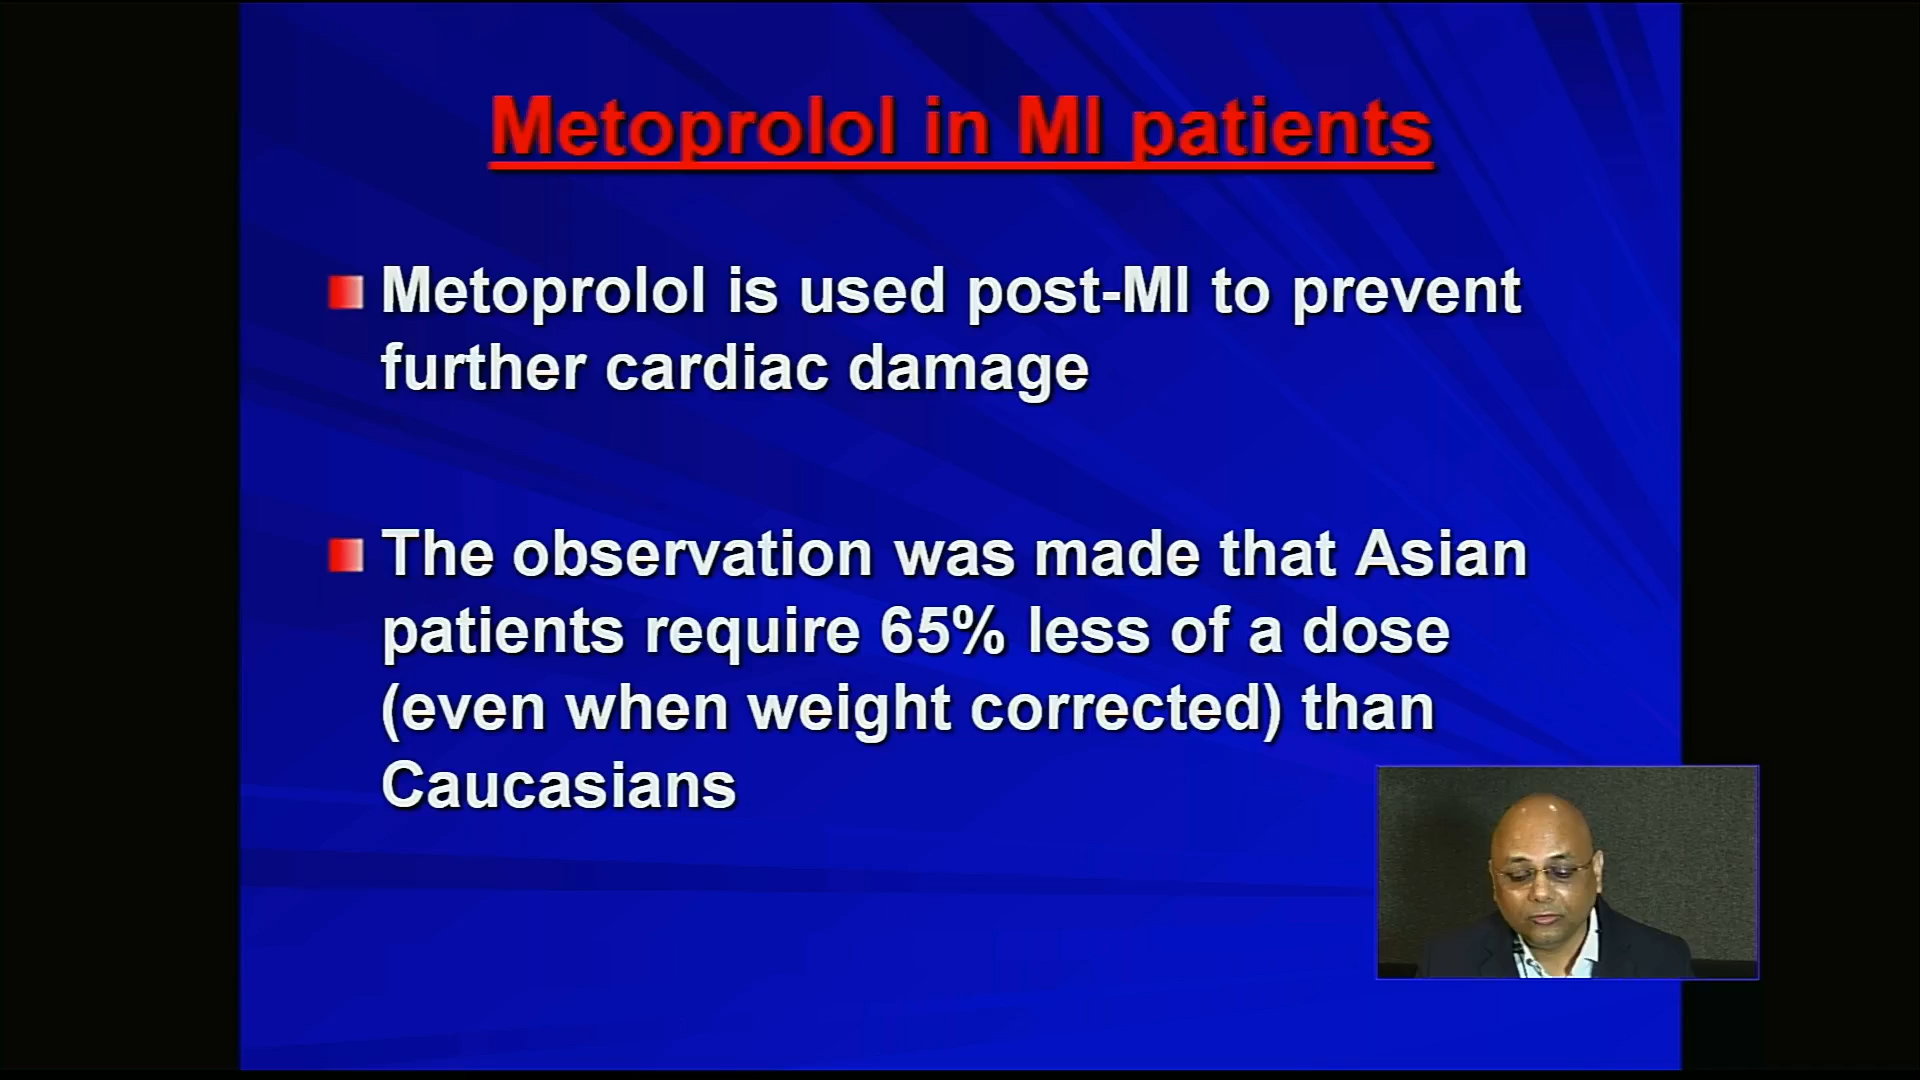 Metoprolol in MI patients
Metoprolol is used post-MI to prevent
further cardiac damage
The observation was made that Asian
patients require 65% less of a dose
(even when weight corrected) than
Caucasians